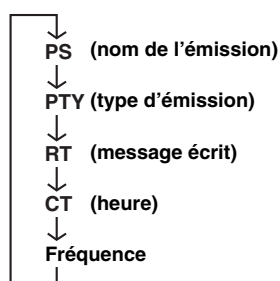 PS (nom de l'émission)
PTY (type d'émission)
RT (message écrit)
CT (heure)
Fréquence